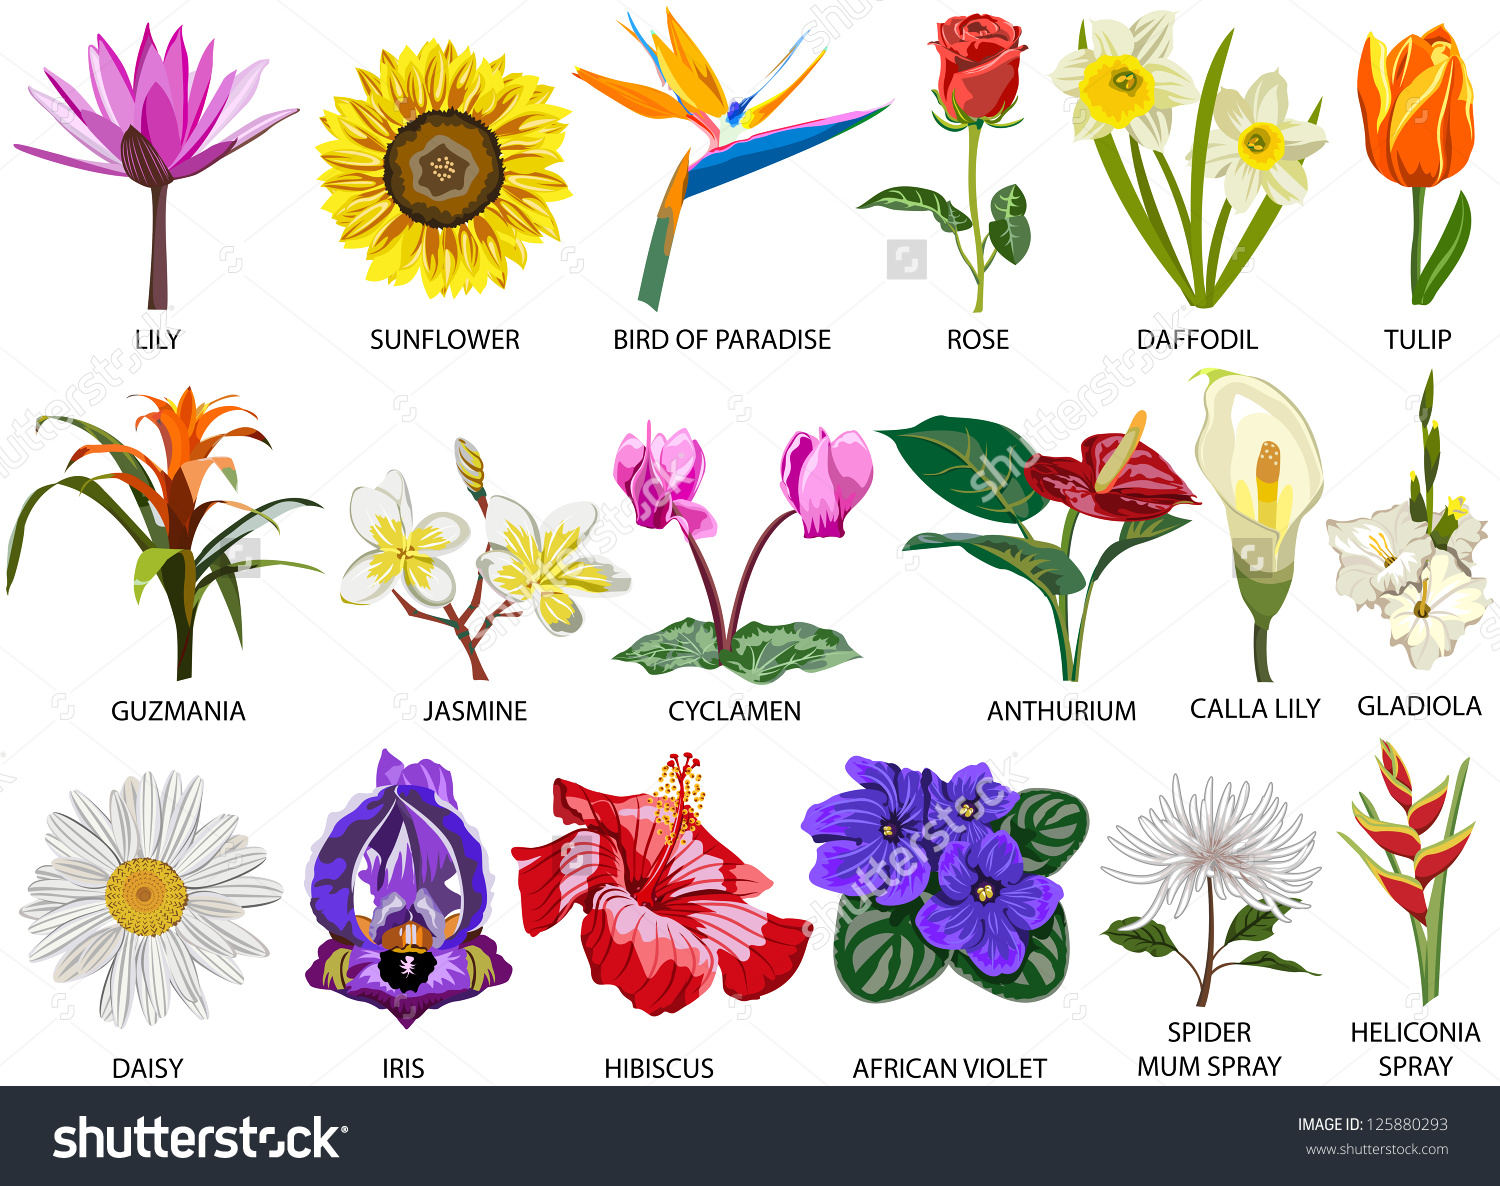 LILY
SUNFLOWER
BIRD OF PARADISE
ROSE
DAFFODIL
TULIP
GUZMANIA
JASMINE
CYCLAMEN
ANTHURIUM
CALLA LILY
GLADIOLA
DAISY
IRIS
HIBISCUS
AFRICAN VIOLET
SPIDER
MUM SPRAY
HELICONIA
SPRAY
shutterstock
IMAGE ID: 125880293
www.shutterstock.com